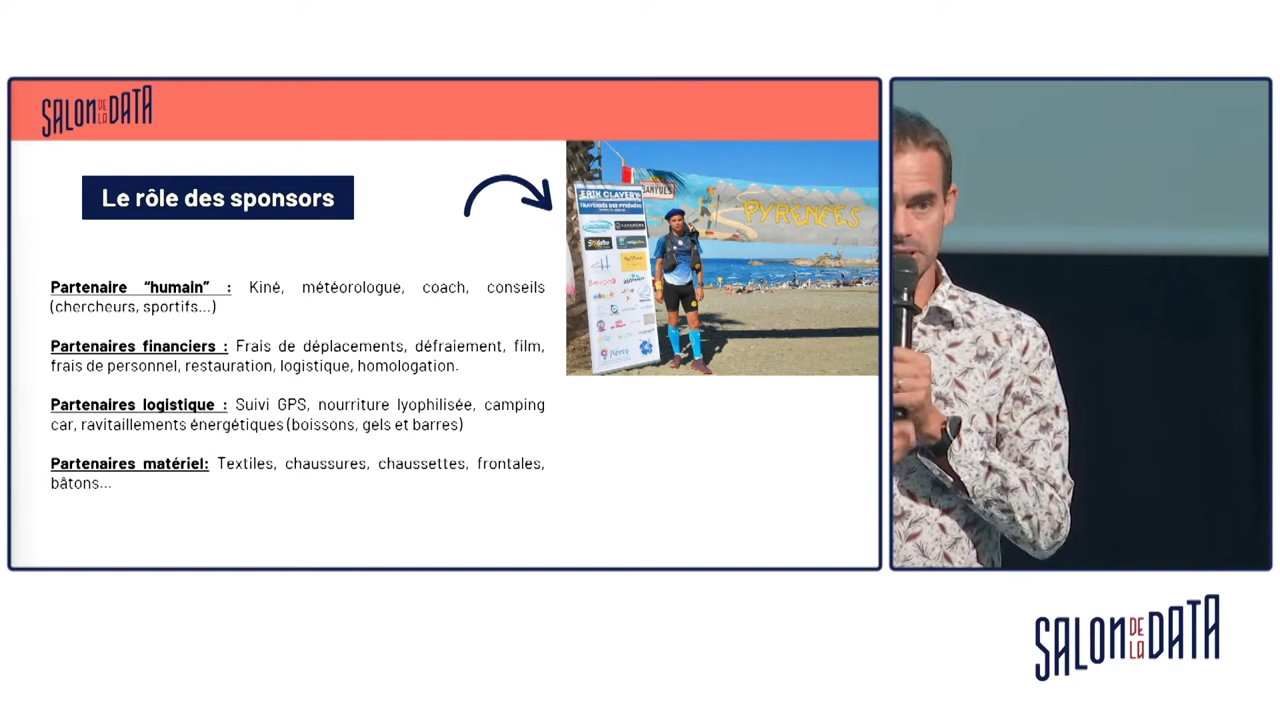 SALON DE LA DATA
Le rôle des sponsors
BANYULS
PYRENEES
ERIK CLAVERY
TRAVERSÉE DES PYRÉNÉES
Partenaire “humain” : Kiné, météorologue, coach, conseils
(chercheurs, sportifs...)
Partenaires financiers : Frais de déplacements, défraiement, film,
frais de personnel, restauration, logistique, homologation.
Partenaires logistique : Suivi GPS, nourriture lyophilisée, camping
car, ravitaillements énergétiques (boissons, gels et barres)
Partenaires matériel: Textiles, chaussures, chaussettes, frontales,
bâtons...
SALON DE LA DATA